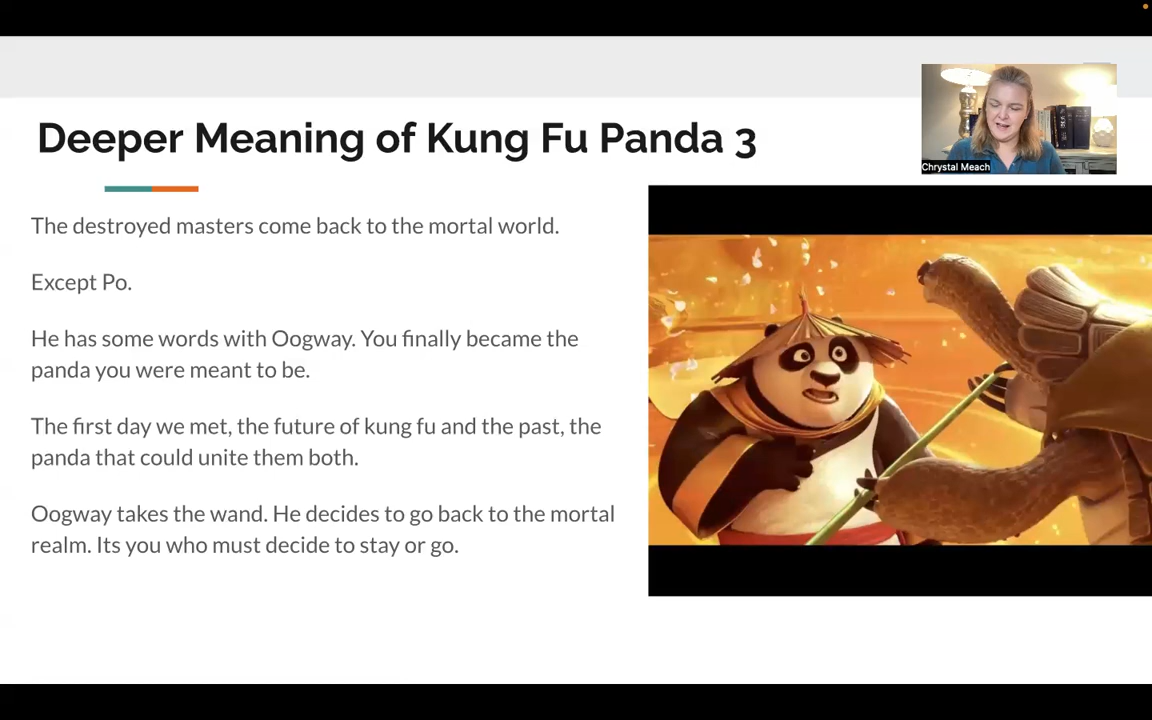 Deeper Meaning of Kung Fu Panda 3
Chrystal Meach
The destroyed masters come back to the mortal world.
Except Po.
He has some words with Oogway. You finally became the
panda you were meant to be.
The first day we met, the future of kung fu and the past, the
panda that could unite them both.
Oogway takes the wand. He decides to go back to the mortal
realm. Its you who must decide to stay or go.